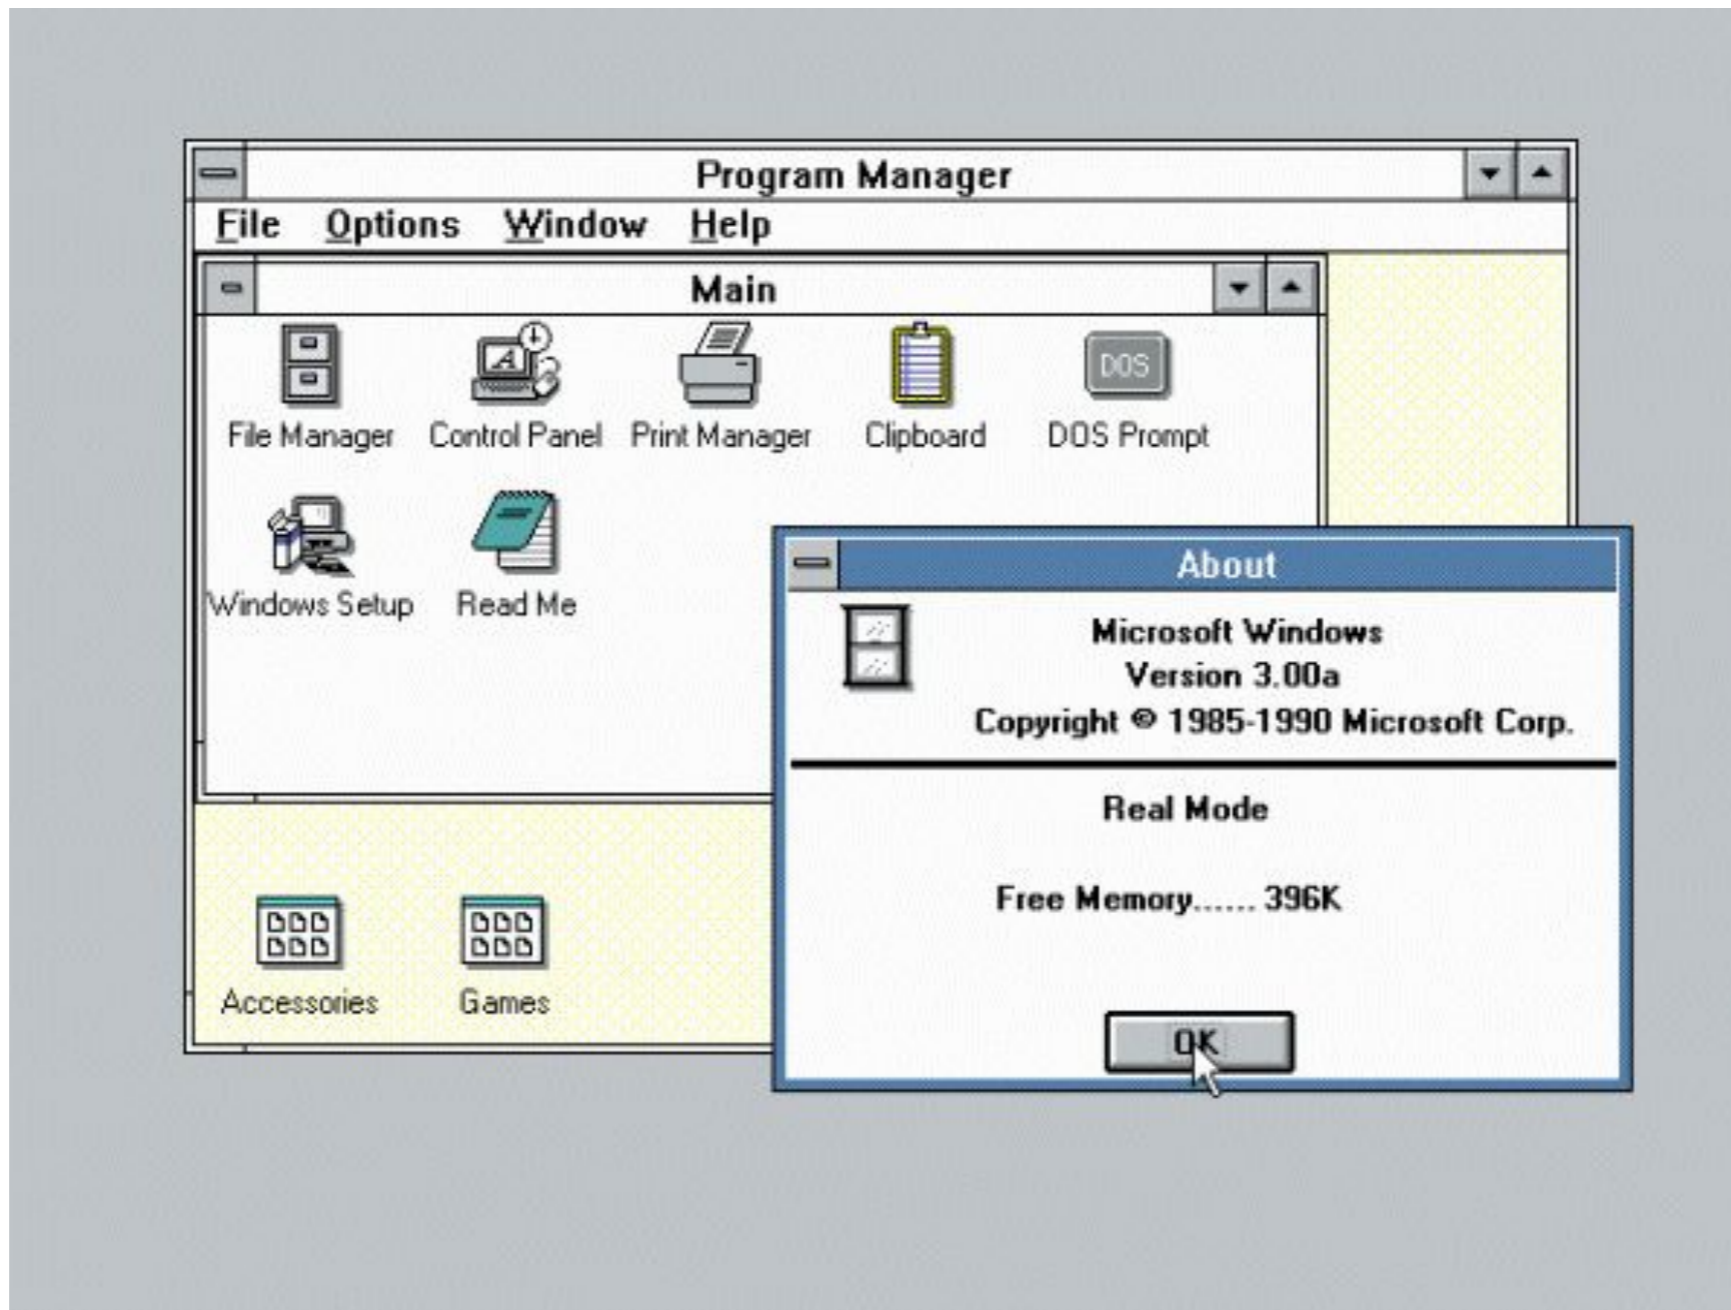 Program Manager
File Options Window Help
Main
A
DOS
File Manager Control Panel Print Manager Clipboard DOS Prompt
Windows Setup Read Me
About
Microsoft Windows
Version 3.00a
Copyright © 1985-1990 Microsoft Corp.
Real Mode
Free Memory...... 396K
Accessories Games
OK